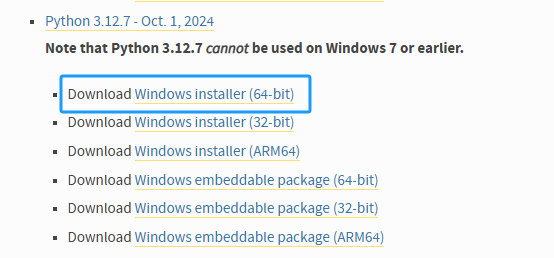 Python 3.12.7 - Oct. 1, 2024
Note that Python 3.12.7 cannot be used on Windows 7 or earlier.
Download Windows installer (64-bit)
Download Windows installer (32-bit)
Download Windows installer (ARM64)
Download Windows embeddable package (64-bit)
Download Windows embeddable package (32-bit)
Download Windows embeddable package (ARM64)